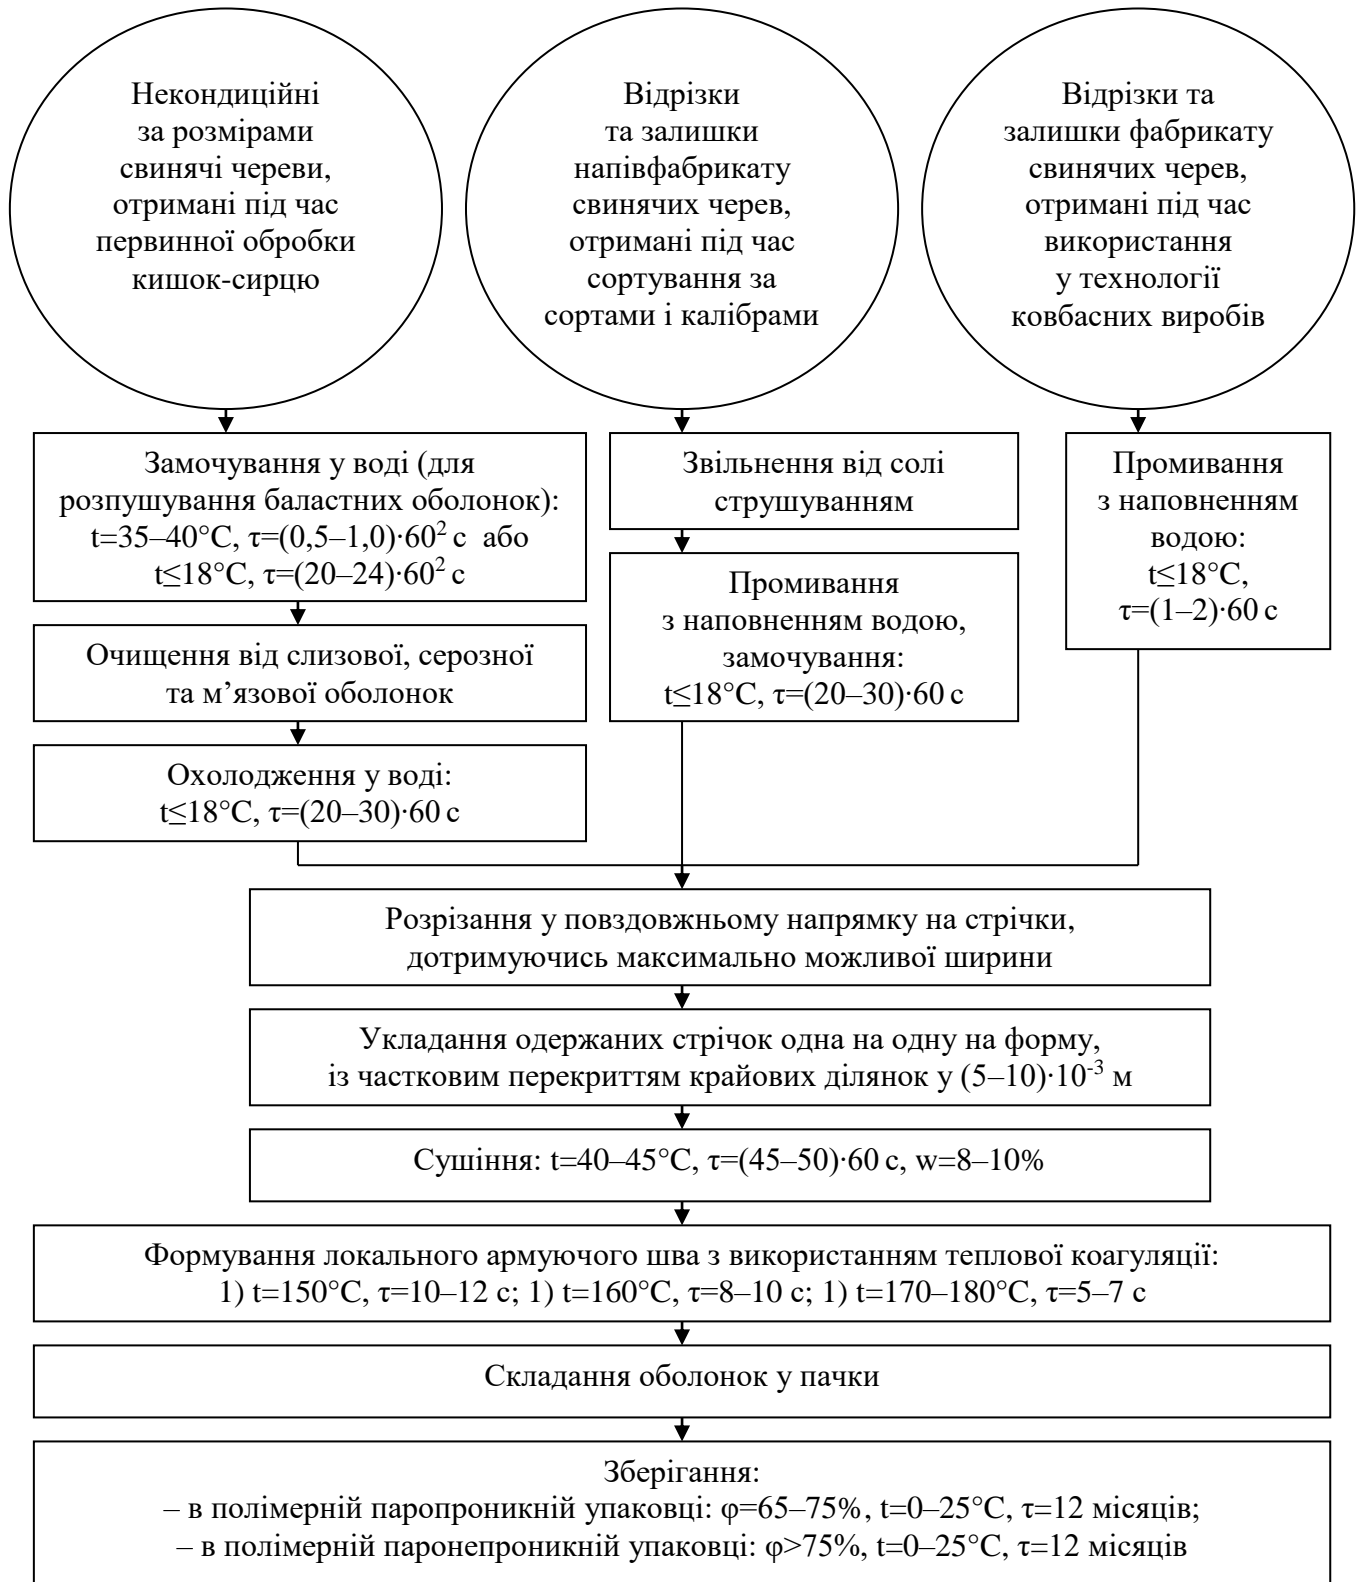 Некондиційні
за розмірами
свинячі череви,
отримані під час
первинної обробки
кишок-сирцю
Відрізки
та залишки
напівфабрикату
свинячих черев,
отримані під час
сортування за
сортами і калібрами
Відрізки та
залишки фабрикату
свинячих черев,
отримані під час
використання
у технології
ковбасних виробів
Замочування у воді (для
розпушування баластних оболонок):
t=35–40°С, τ=(0,5–1,0)·60² с або
t≤18°С, τ=(20–24)·60² с
Очищення від слизової, серозної
та м’язової оболонок
Охолодження у воді:
t≤18°С, τ=(20–30)·60 с
Звільнення від солі
струшуванням
Промивання
з наповненням водою,
замочування:
t≤18°С, τ=(20–30)·60 с
Промивання
з наповненням
водою:
t≤18°С,
τ=(1–2)·60 с
Розрізання у повздовжньому напрямку на стрічки,
дотримуючись максимально можливої ширини
Укладання одержаних стрічок одна на одну на форму,
із частковим перекриттям крайових ділянок у (5–10)·10⁻³ м
Сушіння: t=40–45°С, τ=(45–50)·60 с, w=8–10%
Формування локального армуючого шва з використанням теплової коагуляції:
1) t=150°С, τ=10–12 с; 1) t=160°С, τ=8–10 с; 1) t=170–180°С, τ=5–7 с
Складання оболонок у пачки
Зберігання:
– в полімерній паропроникній упаковці: φ=65–75%, t=0–25°С, τ=12 місяців;
– в полімерній паронепроникній упаковці: φ>75%, t=0–25°С, τ=12 місяців